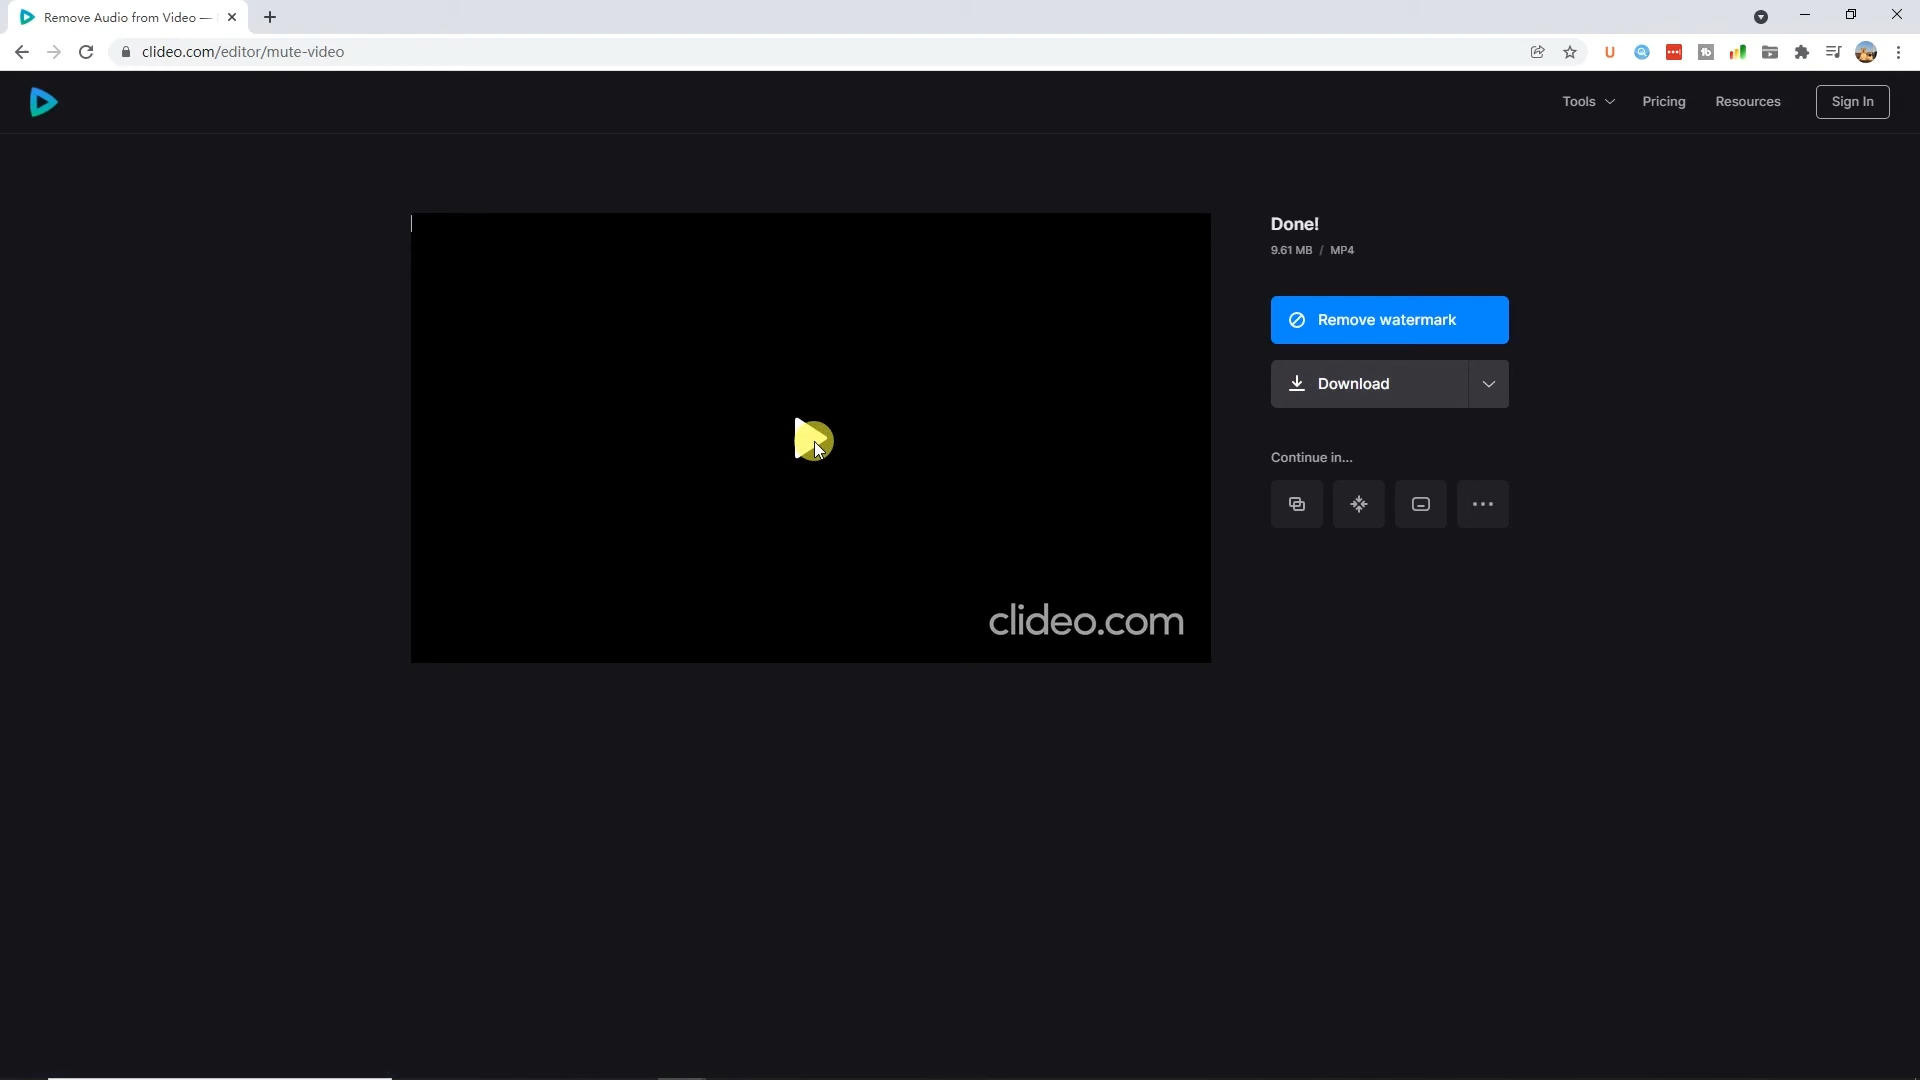 Remove Audio from Video —
clideo.com/editor/mute-video
Tools
Pricing
Resources
Sign In
Done!
9.61 MB / MP4
Remove watermark
Download
Continue in...
clideo.com